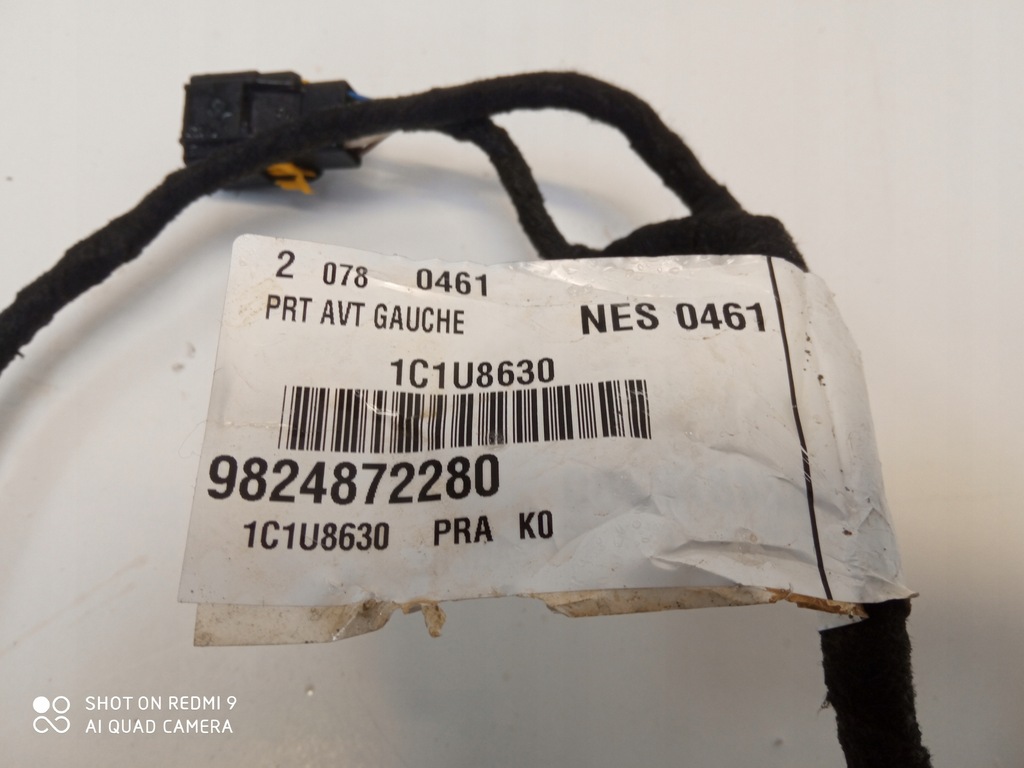 2 078 0461
PRT AVT GAUCHE
NES 0461
1C1U8630
9824872280
1C1U8630 PRA K0
SHOT ON REDMI 9
AI QUAD CAMERA